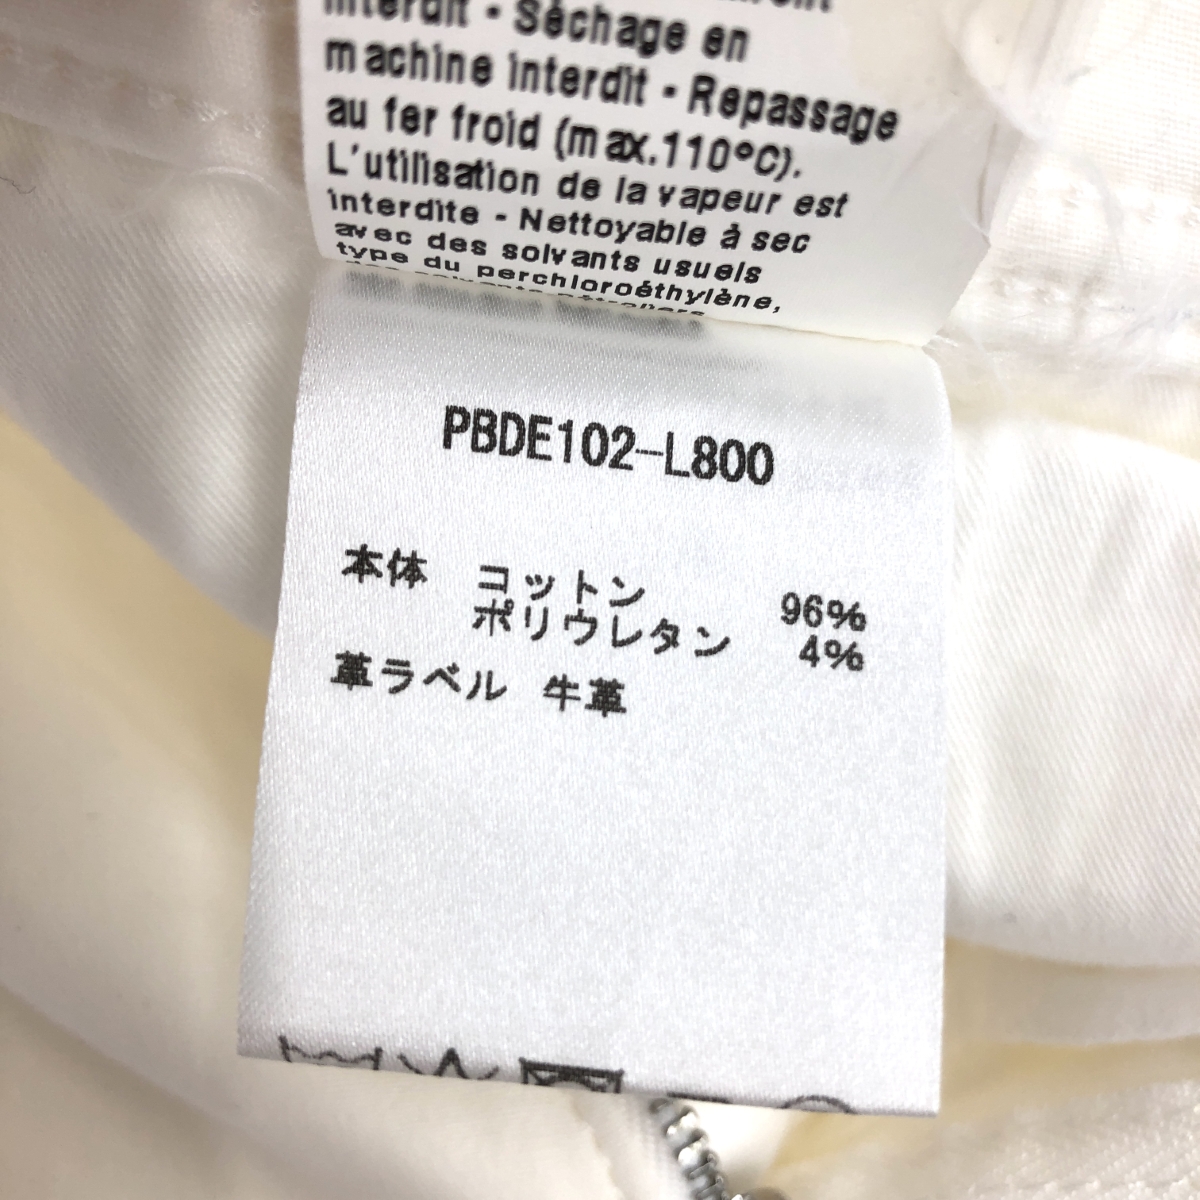 interdit - Séchage en
machine interdit - Repassage
au fer froid (max.110°C).
L'utilisation de la vapeur est
interdite - Nettoyable à sec
avec des solvants usuels
type du perchloroéthylène,
PBDE102-L800
本体 コットン 96%
ポリウレタン 4%
革ラベル 牛革